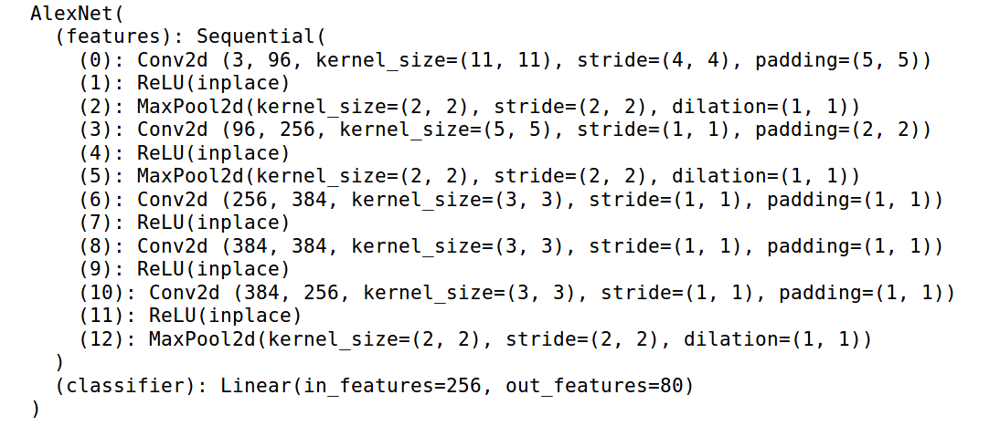 AlexNet(
  (features): Sequential(
    (0): Conv2d (3, 96, kernel_size=(11, 11), stride=(4, 4), padding=(5, 5))
    (1): ReLU(inplace)
    (2): MaxPool2d(kernel_size=(2, 2), stride=(2, 2), dilation=(1, 1))
    (3): Conv2d (96, 256, kernel_size=(5, 5), stride=(1, 1), padding=(2, 2))
    (4): ReLU(inplace)
    (5): MaxPool2d(kernel_size=(2, 2), stride=(2, 2), dilation=(1, 1))
    (6): Conv2d (256, 384, kernel_size=(3, 3), stride=(1, 1), padding=(1, 1))
    (7): ReLU(inplace)
    (8): Conv2d (384, 384, kernel_size=(3, 3), stride=(1, 1), padding=(1, 1))
    (9): ReLU(inplace)
    (10): Conv2d (384, 256, kernel_size=(3, 3), stride=(1, 1), padding=(1, 1))
    (11): ReLU(inplace)
    (12): MaxPool2d(kernel_size=(2, 2), stride=(2, 2), dilation=(1, 1))
  )
  (classifier): Linear(in_features=256, out_features=80)
)